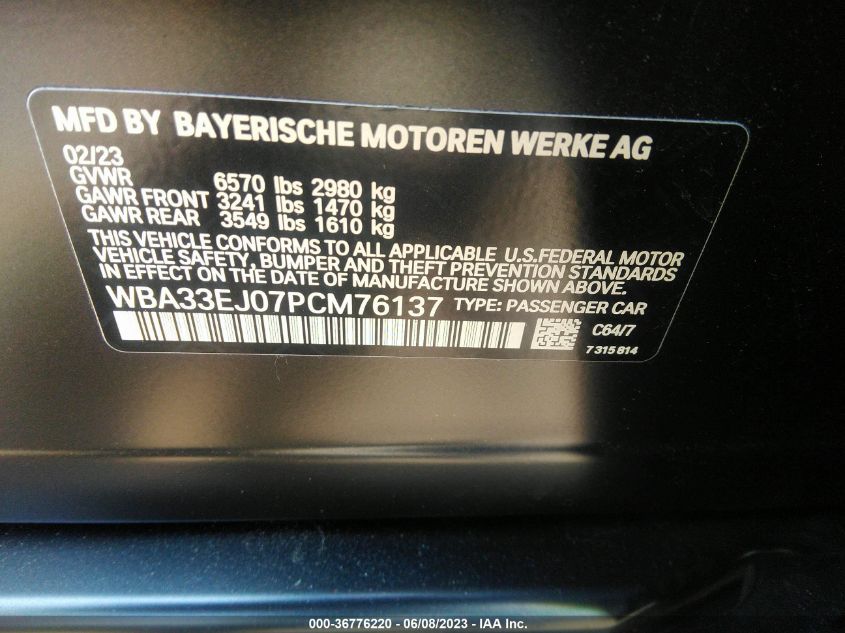 MFD BY BAYERISCHE MOTOREN WERKE AG
02/23
GVWR 6570 lbs 2980 kg
GAWR FRONT 3241 lbs 1470 kg
GAWR REAR 3549 lbs 1610 kg
THIS VEHICLE CONFORMS TO ALL APPLICABLE U.S.FEDERAL MOTOR
VEHICLE SAFETY, BUMPER AND THEFT PREVENTION STANDARDS
IN EFFECT ON THE DATE OF MANUFACTURE SHOWN ABOVE.
WBA33EJ07PCM76137 TYPE: PASSENGER CAR
C64/7
7 315 814
000-36776220 - 06/08/2023 - IAA Inc.